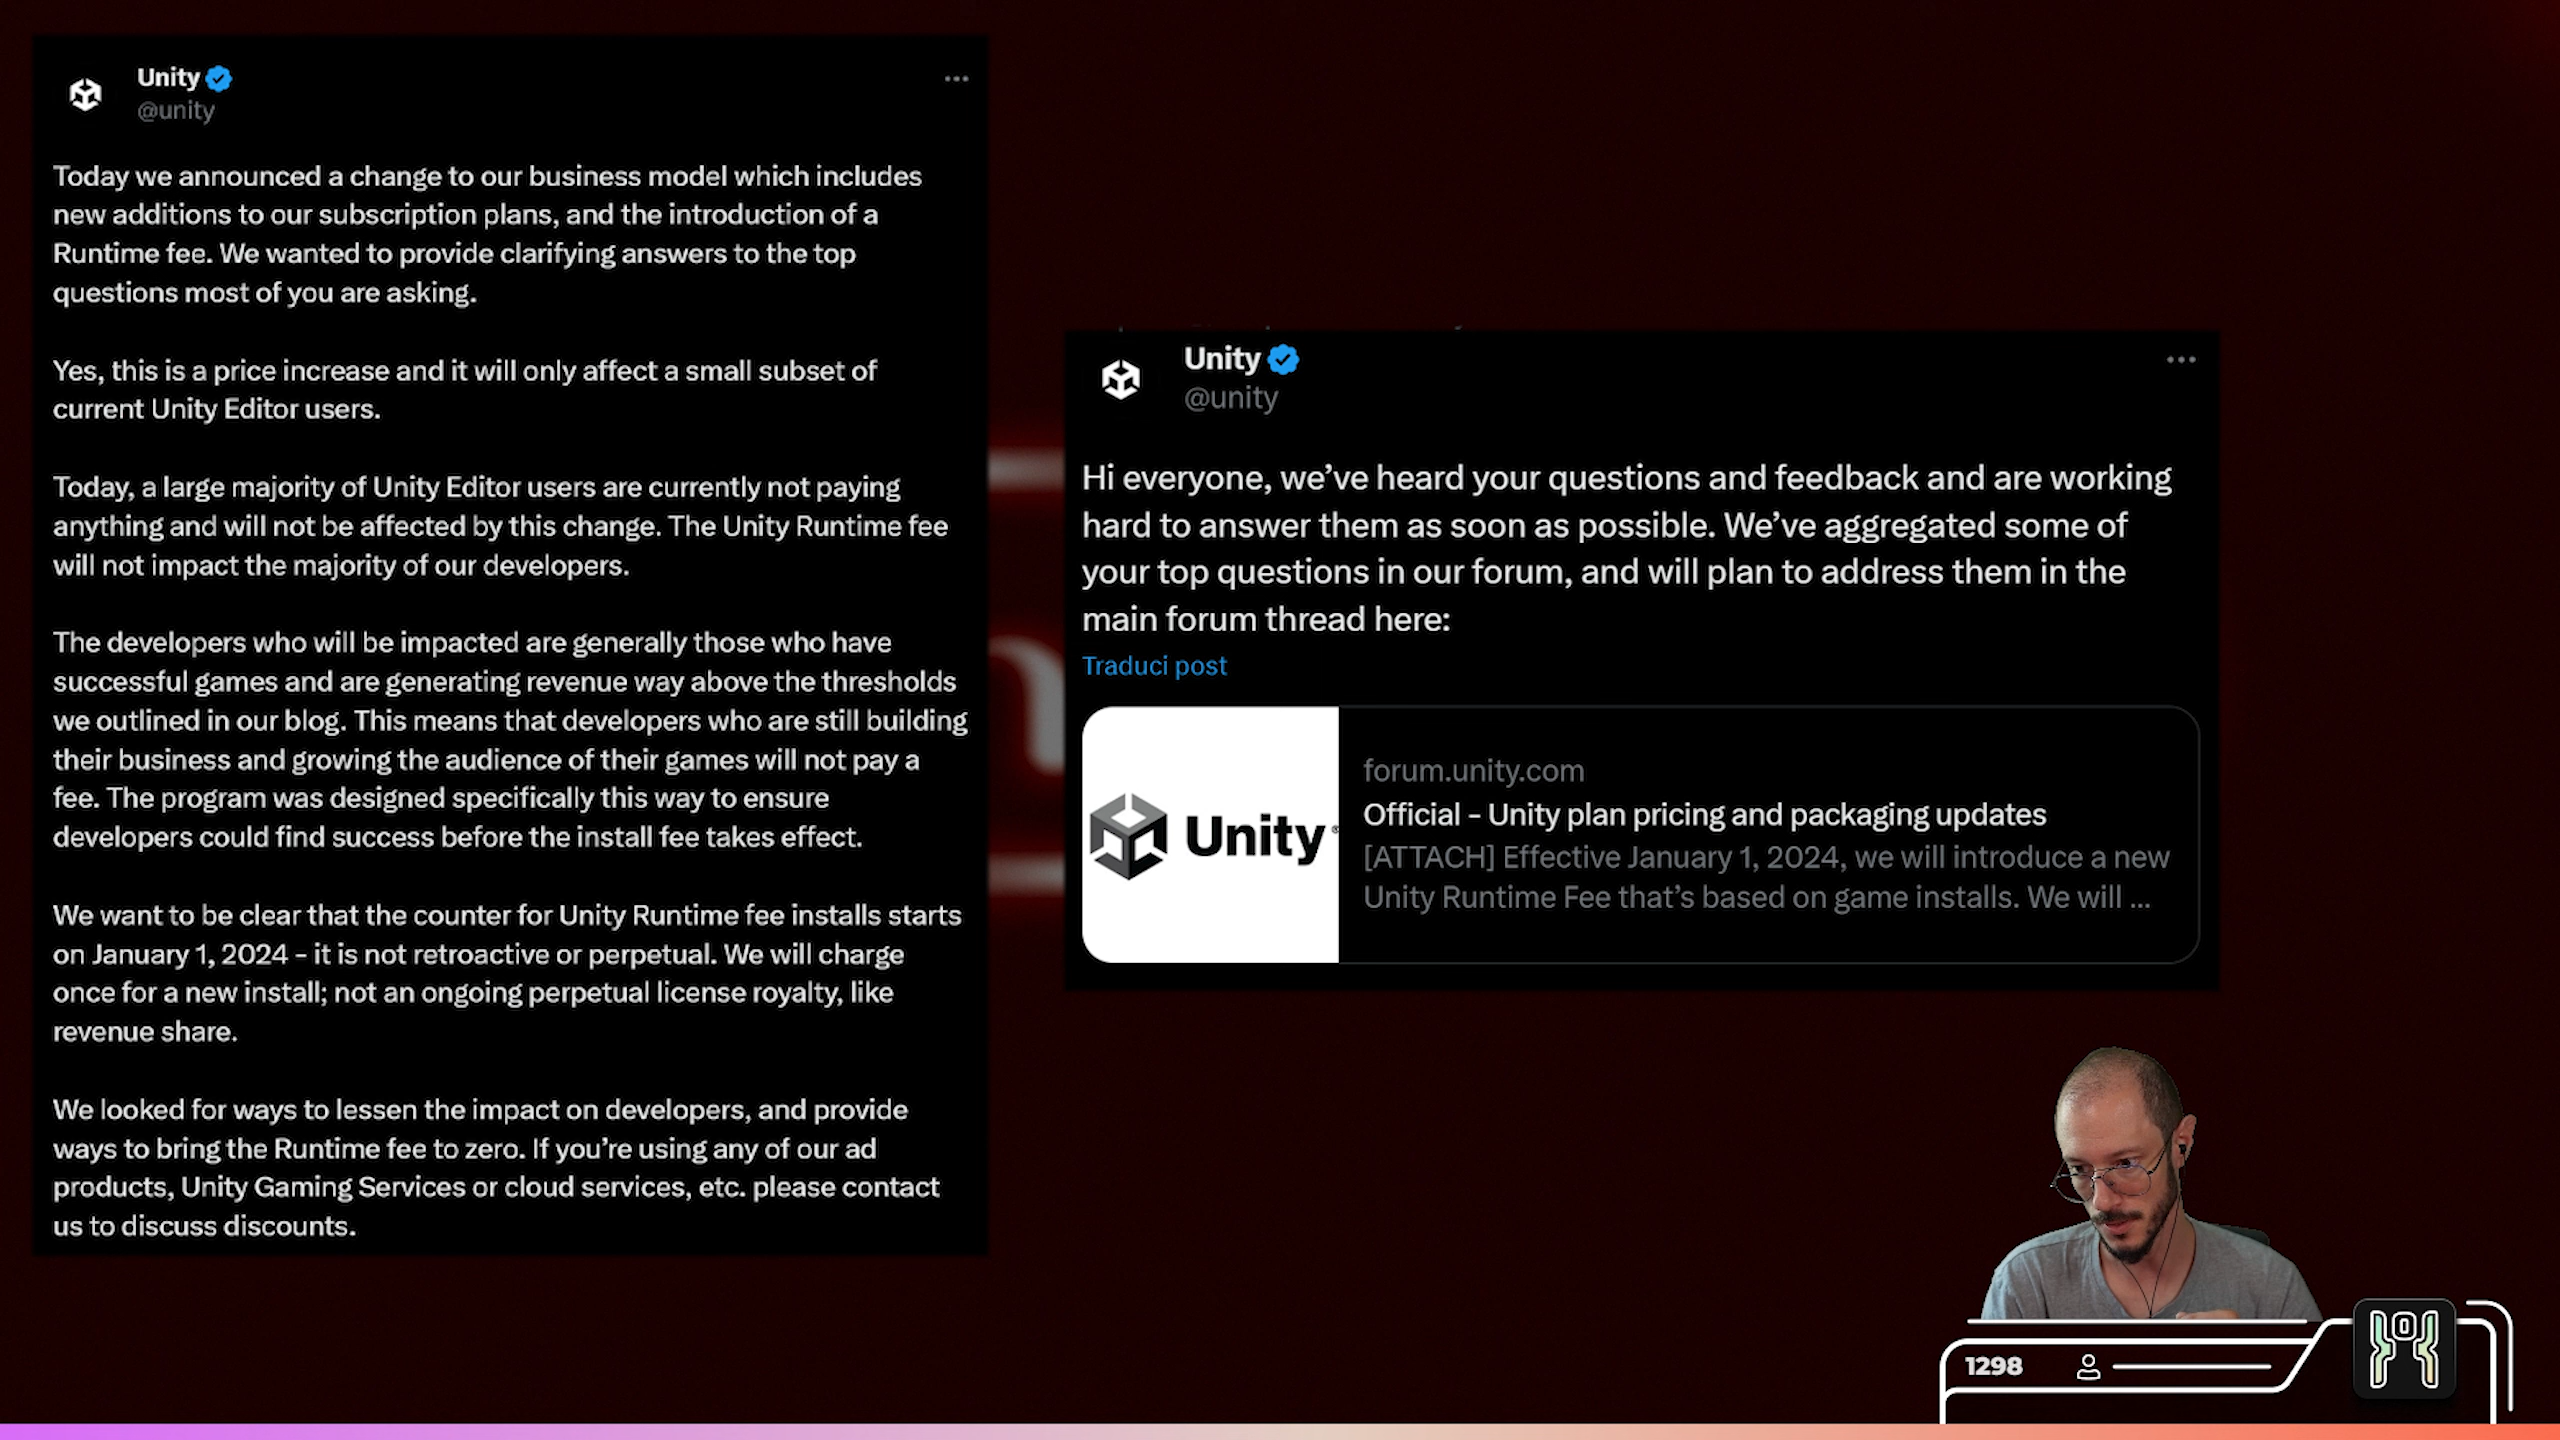 Unity
@unity
Today we announced a change to our business model which includes
new additions to our subscription plans, and the introduction of a
Runtime fee. We wanted to provide clarifying answers to the top
questions most of you are asking.
Yes, this is a price increase and it will only affect a small subset of
current Unity Editor users.
Today, a large majority of Unity Editor users are currently not paying
anything and will not be affected by this change. The Unity Runtime fee
will not impact the majority of our developers.
The developers who will be impacted are generally those who have
successful games and are generating revenue way above the thresholds
we outlined in our blog. This means that developers who are still building
their business and growing the audience of their games will not pay a
fee. The program was designed specifically this way to ensure
developers could find success before the install fee takes effect.
We want to be clear that the counter for Unity Runtime fee installs starts
on January 1, 2024 - it is not retroactive or perpetual. We will charge
once for a new install; not an ongoing perpetual license royalty, like
revenue share.
We looked for ways to lessen the impact on developers, and provide
ways to bring the Runtime fee to zero. If you’re using any of our ad
products, Unity Gaming Services or cloud services, etc. please contact
us to discuss discounts.
Unity
@unity
Hi everyone, we’ve heard your questions and feedback and are working
hard to answer them as soon as possible. We’ve aggregated some of
your top questions in our forum, and will plan to address them in the
main forum thread here:
Traduci post
Unity
forum.unity.com
Official - Unity plan pricing and packaging updates
[ATTACH] Effective January 1, 2024, we will introduce a new
Unity Runtime Fee that’s based on game installs. We will ...
1298